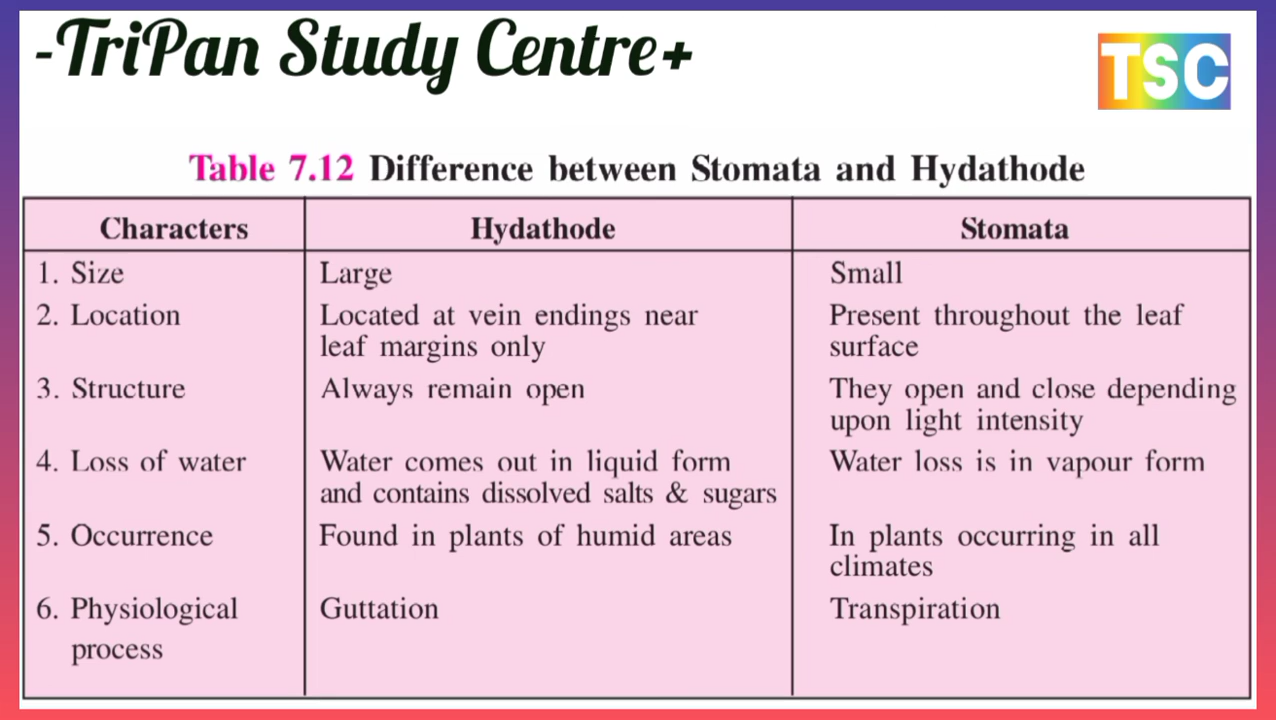 -TriPan Study Centre+
TSC
Table 7.12 Difference between Stomata and Hydathode
Characters Hydathode Stomata
1. Size Large Small
2. Location Located at vein endings near Present throughout the leaf
leaf margins only surface
3. Structure Always remain open They open and close depending
upon light intensity
4. Loss of water Water comes out in liquid form Water loss is in vapour form
and contains dissolved salts & sugars
5. Occurrence Found in plants of humid areas In plants occurring in all
climates
6. Physiological Guttation Transpiration
process